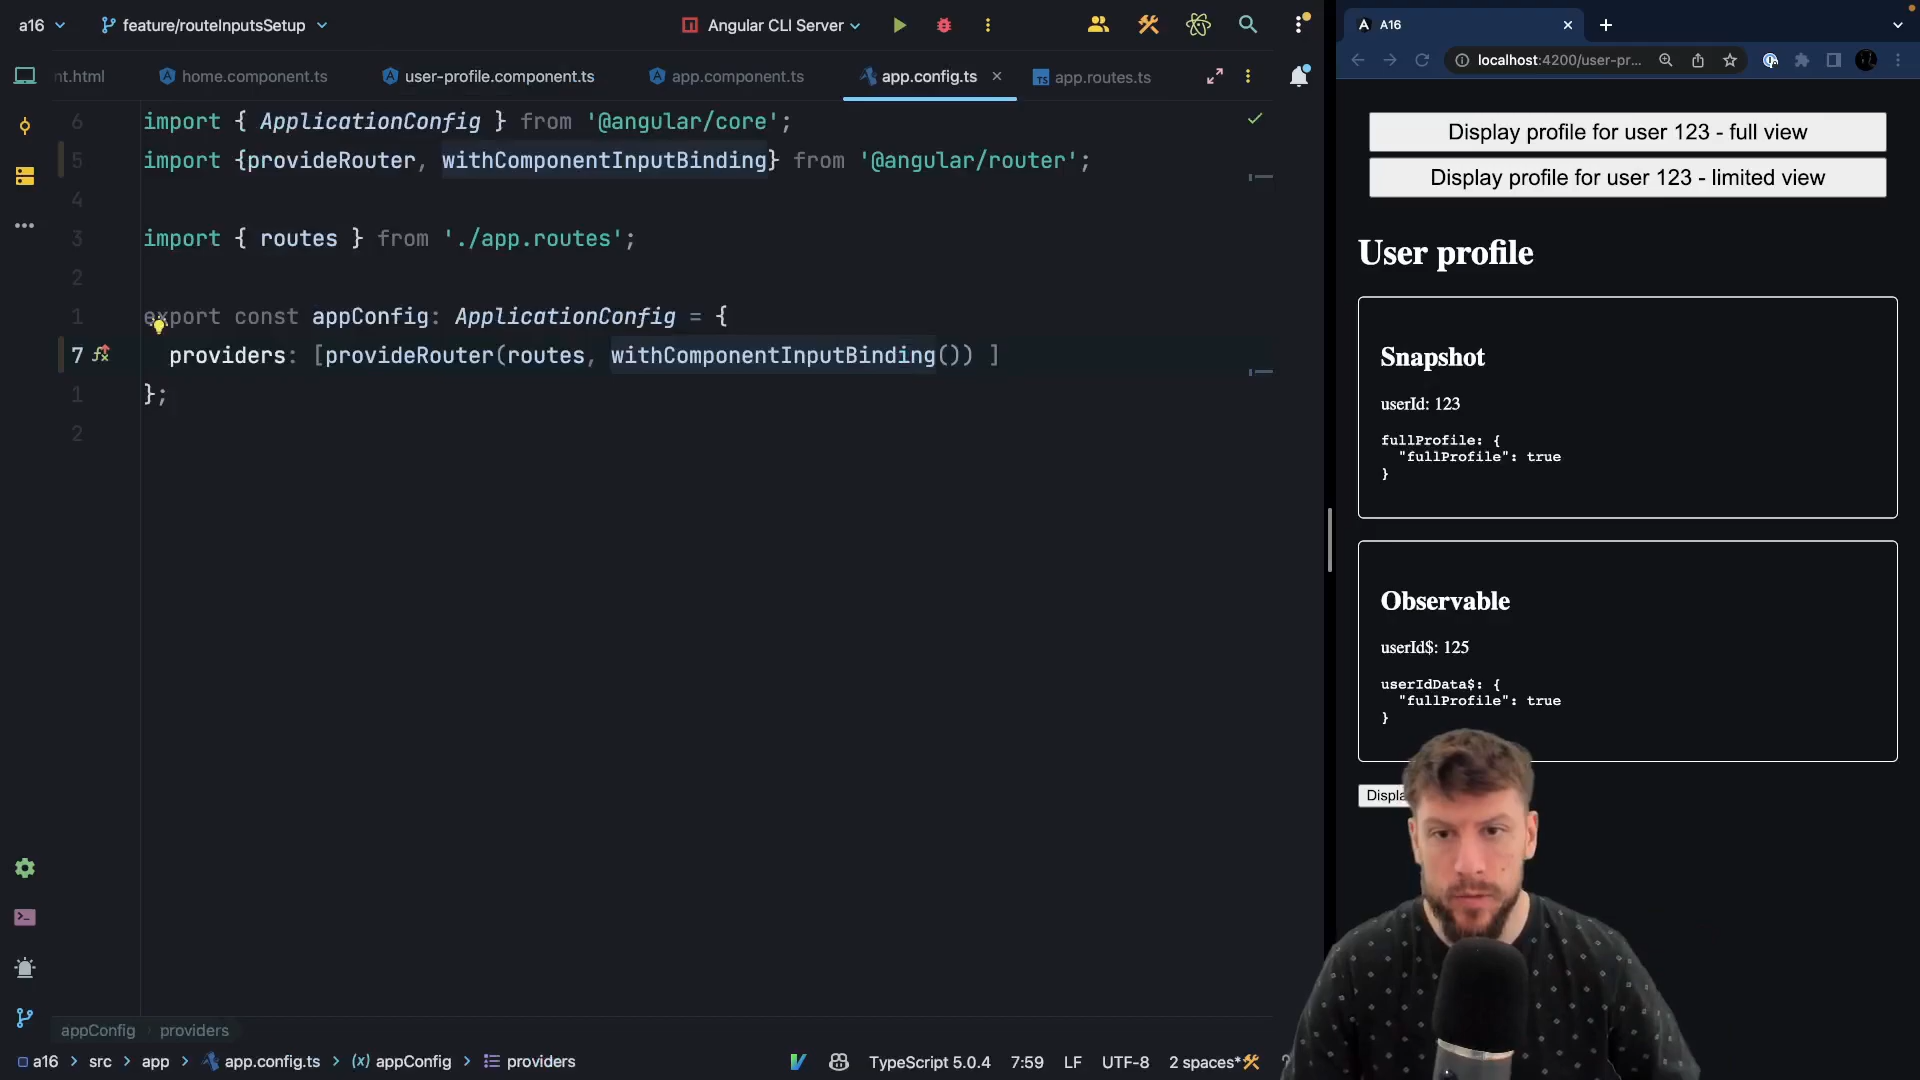 a16
feature/routeInputsSetup
Angular CLI Server
nt.html
home.component.ts
user-profile.component.ts
app.component.ts
app.config.ts
app.routes.ts
6 import { ApplicationConfig } from '@angular/core';
5 import {provideRouter, withComponentInputBinding} from '@angular/router';
4
3 import { routes } from './app.routes';
2
1 export const appConfig: ApplicationConfig = {
7 providers: [provideRouter(routes, withComponentInputBinding()) ]
1 };
2
appConfig providers
a16 > src > app > app.config.ts > (x) appConfig > providers
TypeScript 5.0.4 7:59 LF UTF-8 2 spaces*
A16
localhost:4200/user-pr...
Display profile for user 123 - full view
Display profile for user 123 - limited view
User profile
Snapshot
userId: 123
fullProfile: {
"fullProfile": true
}
Observable
userId$: 125
userIdData$: {
"fullProfile": true
}